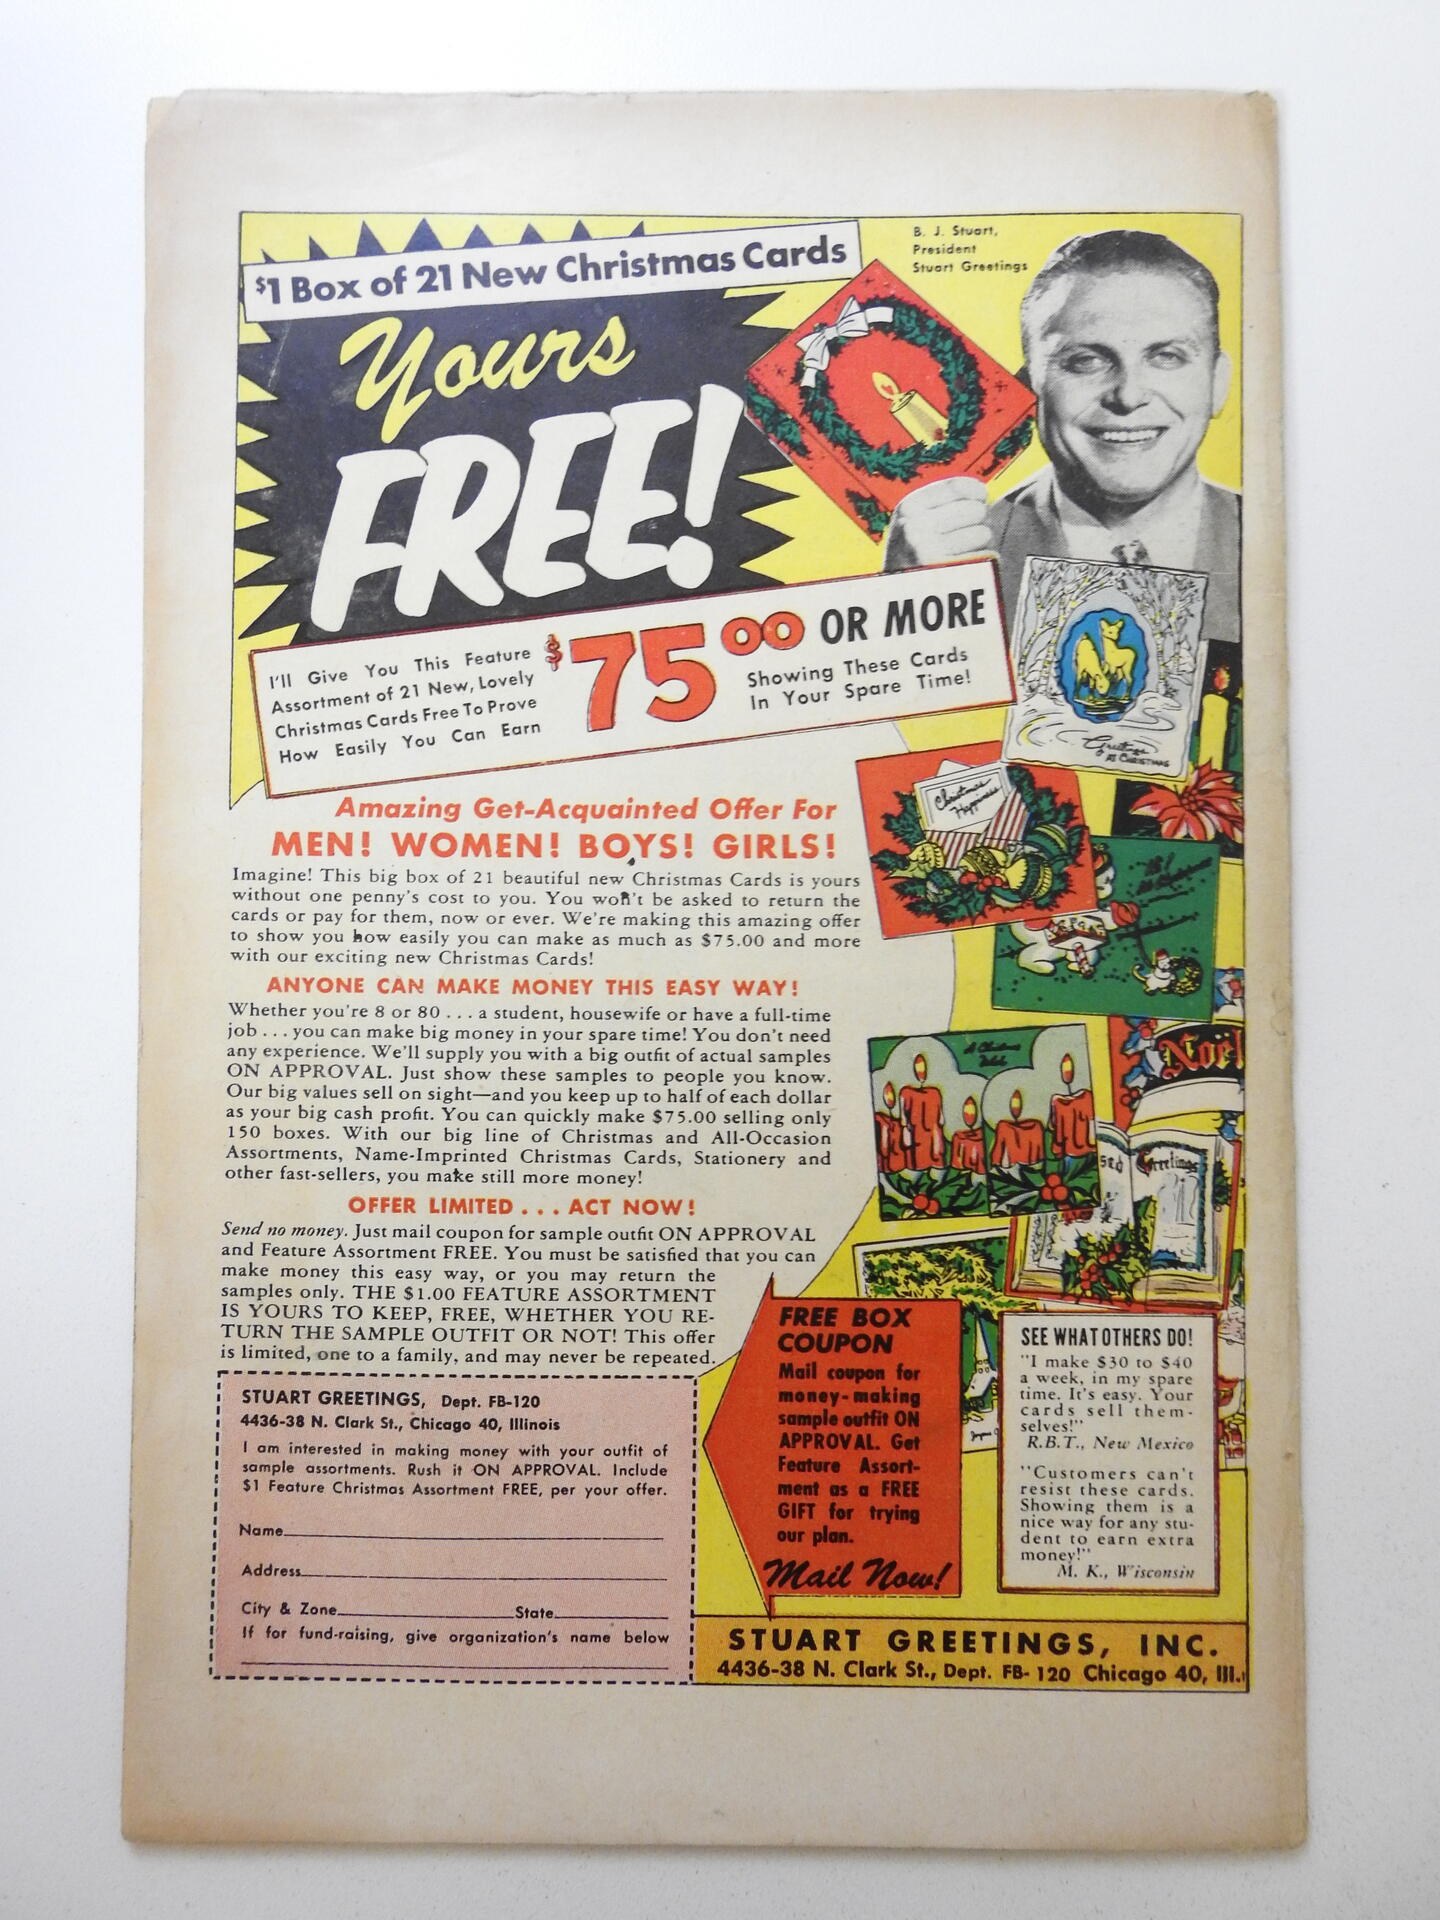 $1 Box of 21 New Christmas Cards
Yours
FREE!
B. J. Stuart,
President
Stuart Greetings
I'll Give You This Feature
Assortment of 21 New, Lovely
Christmas Cards Free To Prove
How Easily You Can Earn
$75.00 OR MORE
Showing These Cards
In Your Spare Time!
Greetings
AT CHRISTMAS
Christmas
Happiness
Amazing Get-Acquainted Offer For
MEN! WOMEN! BOYS! GIRLS!
Imagine! This big box of 21 beautiful new Christmas Cards is yours
without one penny's cost to you. You won't be asked to return the
cards or pay for them, now or ever. We're making this amazing offer
to show you how easily you can make as much as $75.00 and more
with our exciting new Christmas Cards!
ANYONE CAN MAKE MONEY THIS EASY WAY!
Whether you're 8 or 80 . . . a student, housewife or have a full-time
job . . . you can make big money in your spare time! You don't need
any experience. We'll supply you with a big outfit of actual samples
ON APPROVAL. Just show these samples to people you know.
Our big values sell on sight—and you keep up to half of each dollar
as your big cash profit. You can quickly make $75.00 selling only
150 boxes. With our big line of Christmas and All-Occasion
Assortments, Name-Imprinted Christmas Cards, Stationery and
other fast-sellers, you make still more money!
OFFER LIMITED . . . ACT NOW!
Send no money. Just mail coupon for sample outfit ON APPROVAL
and Feature Assortment FREE. You must be satisfied that you can
make money this easy way, or you may return the
samples only. THE $1.00 FEATURE ASSORTMENT
IS YOURS TO KEEP, FREE, WHETHER YOU RE-
TURN THE SAMPLE OUTFIT OR NOT! This offer
is limited, one to a family, and may never be repeated.
A Christmas
Wish
Noel
Greetings
STUART GREETINGS, Dept. FB-120
4436-38 N. Clark St., Chicago 40, Illinois
I am interested in making money with your outfit of
sample assortments. Rush it ON APPROVAL. Include
$1 Feature Christmas Assortment FREE, per your offer.
Name
Address
City & Zone State
If for fund-raising, give organization's name below
FREE BOX
COUPON
Mail coupon for
money-making
sample outfit ON
APPROVAL. Get
Feature Assort-
ment as a FREE
GIFT for trying
our plan.
Mail Now!
SEE WHAT OTHERS DO!
"I make $30 to $40
a week, in my spare
time. It's easy. Your
cards sell them-
selves!"
R.B.T., New Mexico
"Customers can't
resist these cards.
Showing them is a
nice way for any stu-
dent to earn extra
money!"
M. K., Wisconsin
STUART GREETINGS, INC.
4436-38 N. Clark St., Dept. FB-120 Chicago 40, Ill.